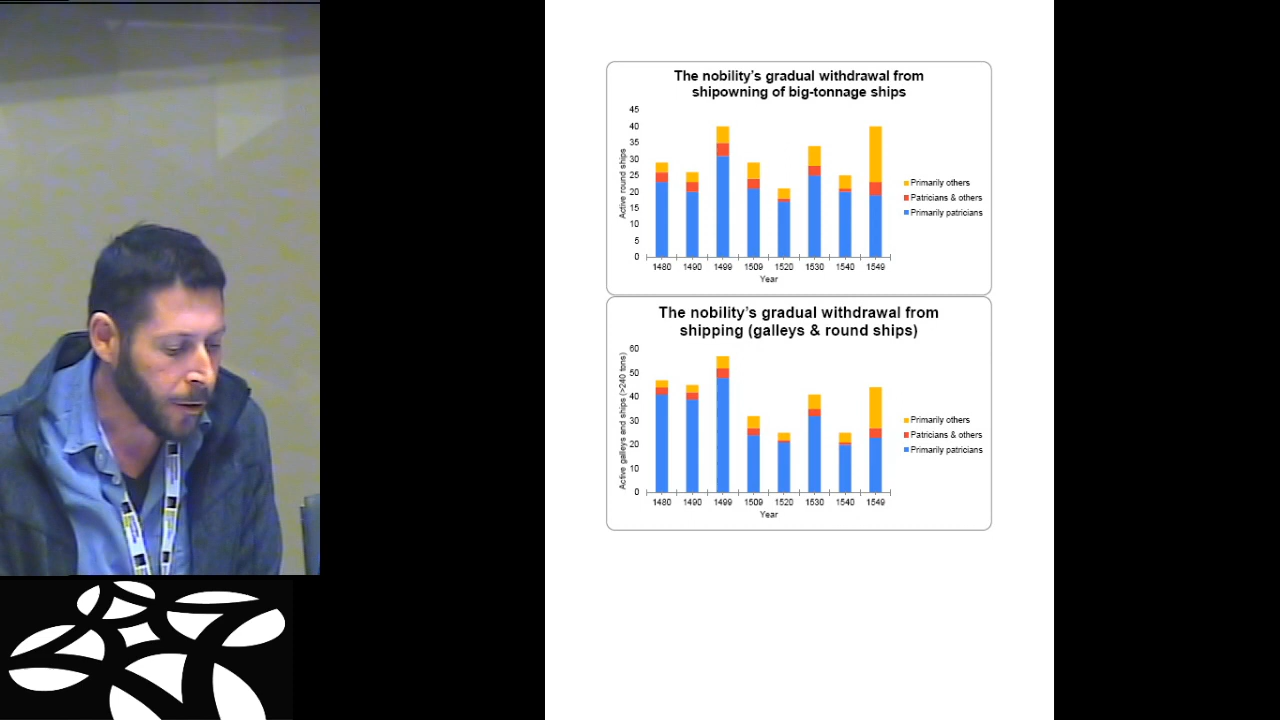 The nobility's gradual withdrawal from
shipowning of big-tonnage ships
Active round ships
45
40
35
30
25
20
15
10
5
0
1480 1490 1499 1509 1520 1530 1540 1549
Year
Primarily others
Patricians & others
Primarily patricians
The nobility's gradual withdrawal from
shipping (galleys & round ships)
Active galleys and ships (>240 tons)
60
50
40
30
20
10
0
1480 1490 1499 1509 1520 1530 1540 1549
Year
Primarily others
Patricians & others
Primarily patricians